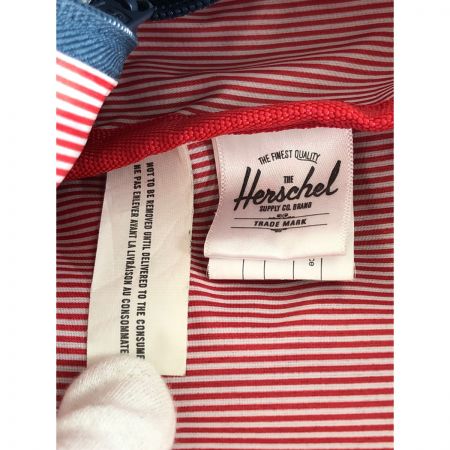 THE FINEST QUALITY
THE
Herschel
SUPPLY CO. BRAND
TRADE MARK
NOT TO BE REMOVED UNTIL DELIVERED TO THE CONSUME
NE PAS ENLEVER AVANT LA LIVRAISON AU CONSOMMATE